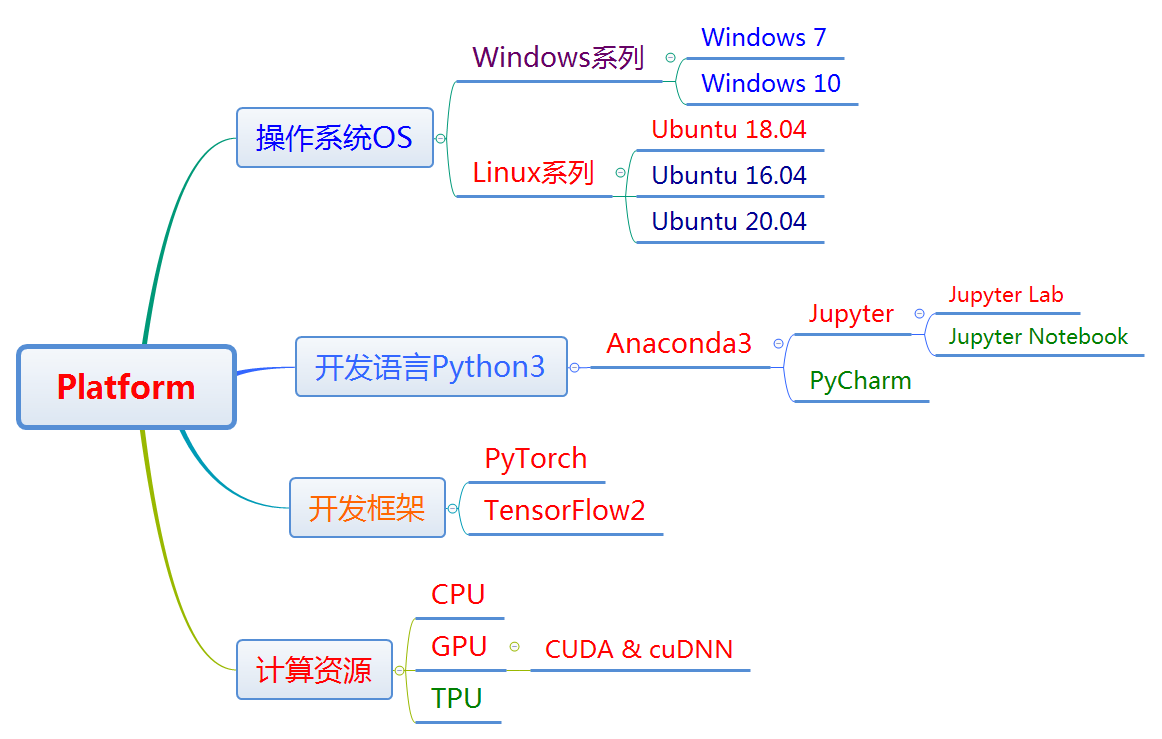 Platform
操作系统OS
Windows系列
Windows 7
Windows 10
Linux系列
Ubuntu 18.04
Ubuntu 16.04
Ubuntu 20.04
开发语言Python3
Anaconda3
Jupyter
Jupyter Lab
Jupyter Notebook
PyCharm
开发框架
PyTorch
TensorFlow2
计算资源
CPU
GPU
CUDA & cuDNN
TPU